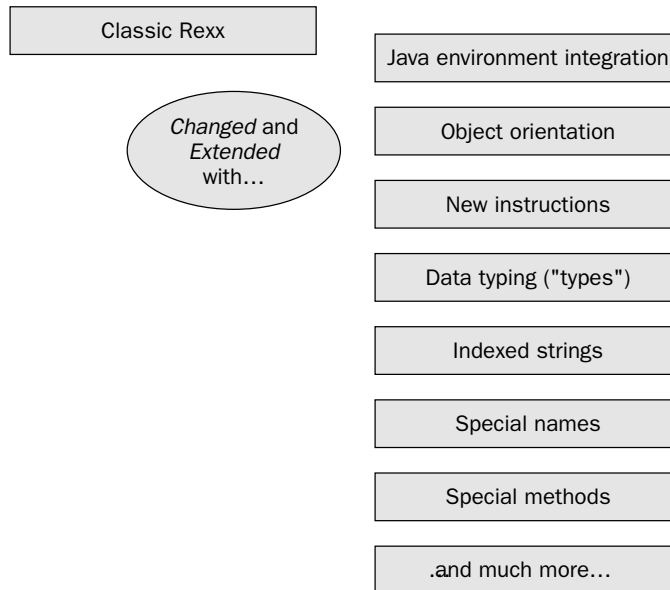 Classic Rexx
Changed and
Extended
with…
Java environment integration
Object orientation
New instructions
Data typing ("types")
Indexed strings
Special names
Special methods
…and much more…